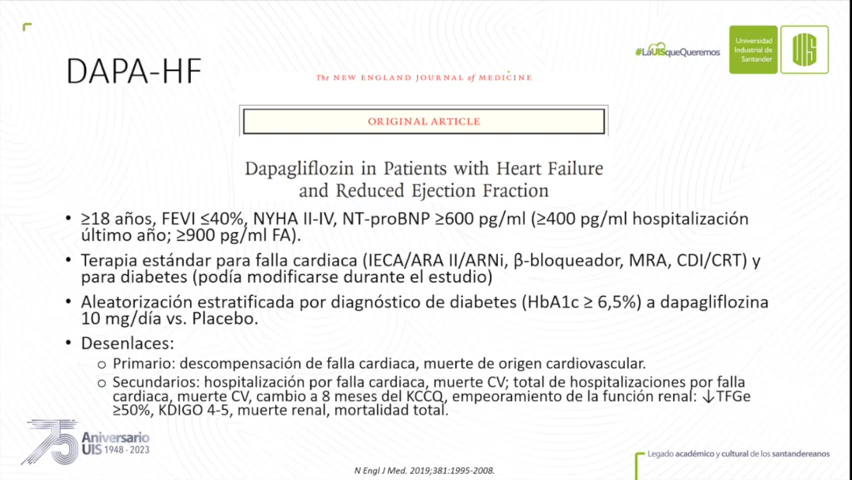 #LaUISqueQueremos
Universidad
Industrial de
Santander
UIS
DAPA-HF
The NEW ENGLAND JOURNAL of MEDICINE
ORIGINAL ARTICLE
Dapagliflozin in Patients with Heart Failure
and Reduced Ejection Fraction
• ≥18 años, FEVI ≤40%, NYHA II-IV, NT-proBNP ≥600 pg/ml (≥400 pg/ml hospitalización
último año; ≥900 pg/ml FA).
• Terapia estándar para falla cardiaca (IECA/ARA II/ARNi, β-bloqueador, MRA, CDI/CRT) y
para diabetes (podía modificarse durante el estudio)
• Aleatorización estratificada por diagnóstico de diabetes (HbA1c ≥ 6,5%) a dapagliflozina
10 mg/día vs. Placebo.
• Desenlaces:
o Primario: descompensación de falla cardiaca, muerte de origen cardiovascular.
o Secundarios: hospitalización por falla cardiaca, muerte CV; total de hospitalizaciones por falla
cardiaca, muerte CV, cambio a 8 meses del KCCQ, empeoramiento de la función renal: ↓TFGe
≥50%, KDIGO 4-5, muerte renal, mortalidad total.
75 Aniversario
UIS 1948 - 2023
N Engl J Med. 2019;381:1995-2008.
Legado académico y cultural de los santandereanos